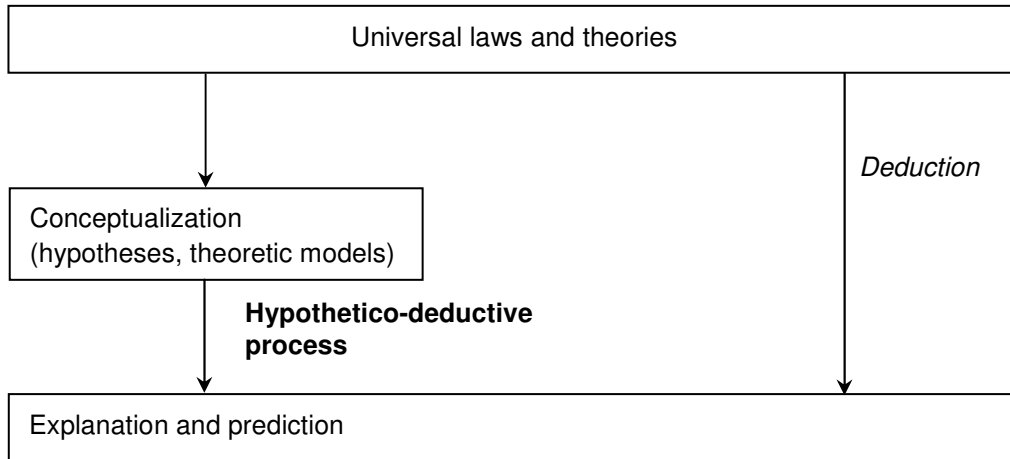 Universal laws and theories
Deduction
Conceptualization
(hypotheses, theoretic models)
Hypothetico-deductive
process
Explanation and prediction